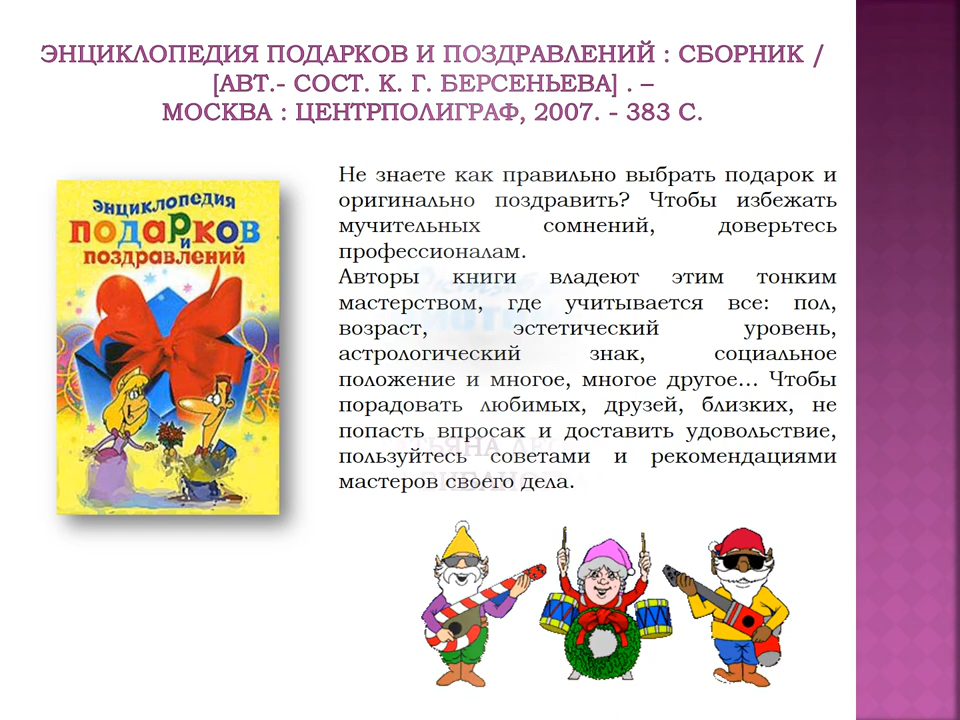 ЭНЦИКЛОПЕДИЯ ПОДАРКОВ И ПОЗДРАВЛЕНИЙ : СБОРНИК /
[АВТ.- СОСТ. К. Г. БЕРСЕНЬЕВА] . –
МОСКВА : ЦЕНТРПОЛИГРАФ, 2007. - 383 С.
энциклопедия
подарков
и
поздравлений
Не знаете как правильно выбрать подарок и
оригинально поздравить? Чтобы избежать
мучительных сомнений, доверьтесь
профессионалам.
Авторы книги владеют этим тонким
мастерством, где учитывается все: пол,
возраст, эстетический уровень,
астрологический знак, социальное
положение и многое, многое другое… Чтобы
порадовать любимых, друзей, близких, не
попасть впросак и доставить удовольствие,
пользуйтесь советами и рекомендациями
мастеров своего дела.